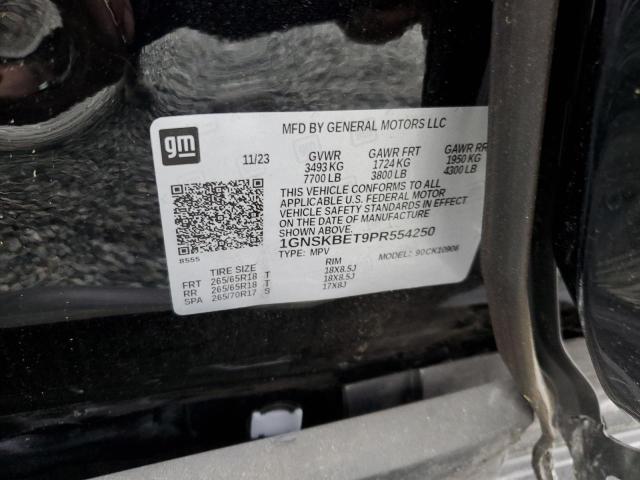 gm
MFD BY GENERAL MOTORS LLC
11/23 GVWR GAWR FRT GAWR RR
3493 KG 1724 KG 1950 KG
7700 LB 3800 LB 4300 LB
THIS VEHICLE CONFORMS TO ALL
APPLICABLE U.S. FEDERAL MOTOR
VEHICLE SAFETY STANDARDS IN EFFECT
ON THE DATE OF MANUFACTURE
1GNSKBET9PR554250
8555
TYPE: MPV MODEL: 90CK10906
TIRE SIZE RIM
FRT 265/65R18 T 18X8.5J
RR 265/65R18 T 18X8.5J
SPA 265/70R17 S 17X8J